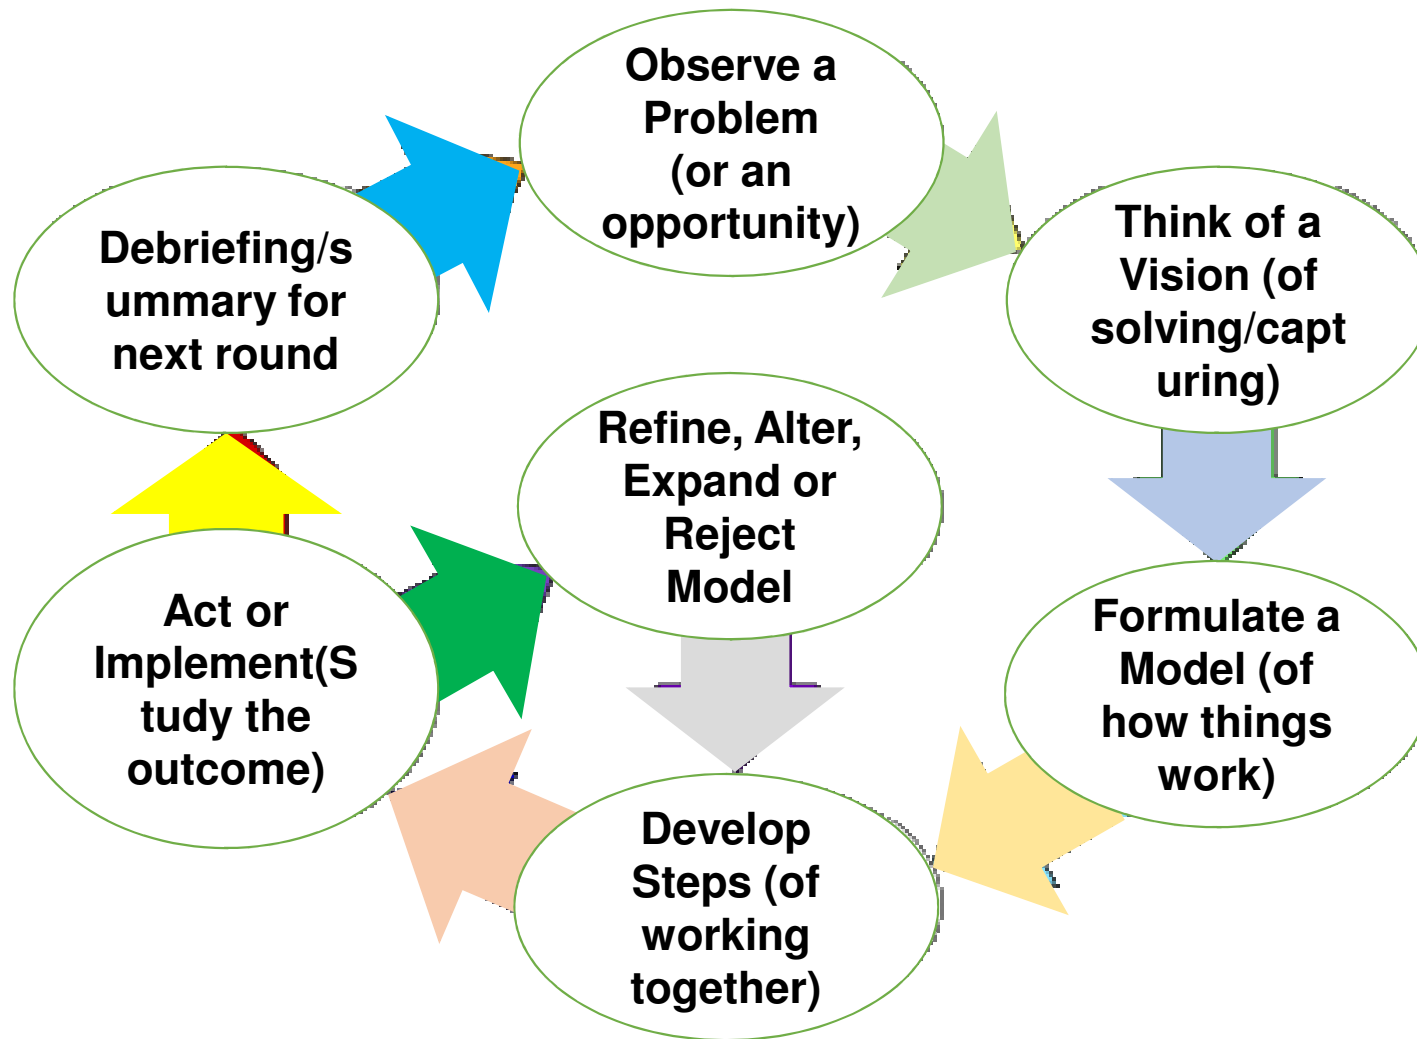 Observe a
Problem
(or an
opportunity)
Think of a
Vision (of
solving/capt
uring)
Debriefing/s
ummary for
next round
Refine, Alter,
Expand or
Reject
Model
Act or
Implement(S
tudy the
outcome)
Formulate a
Model (of
how things
work)
Develop
Steps (of
working
together)